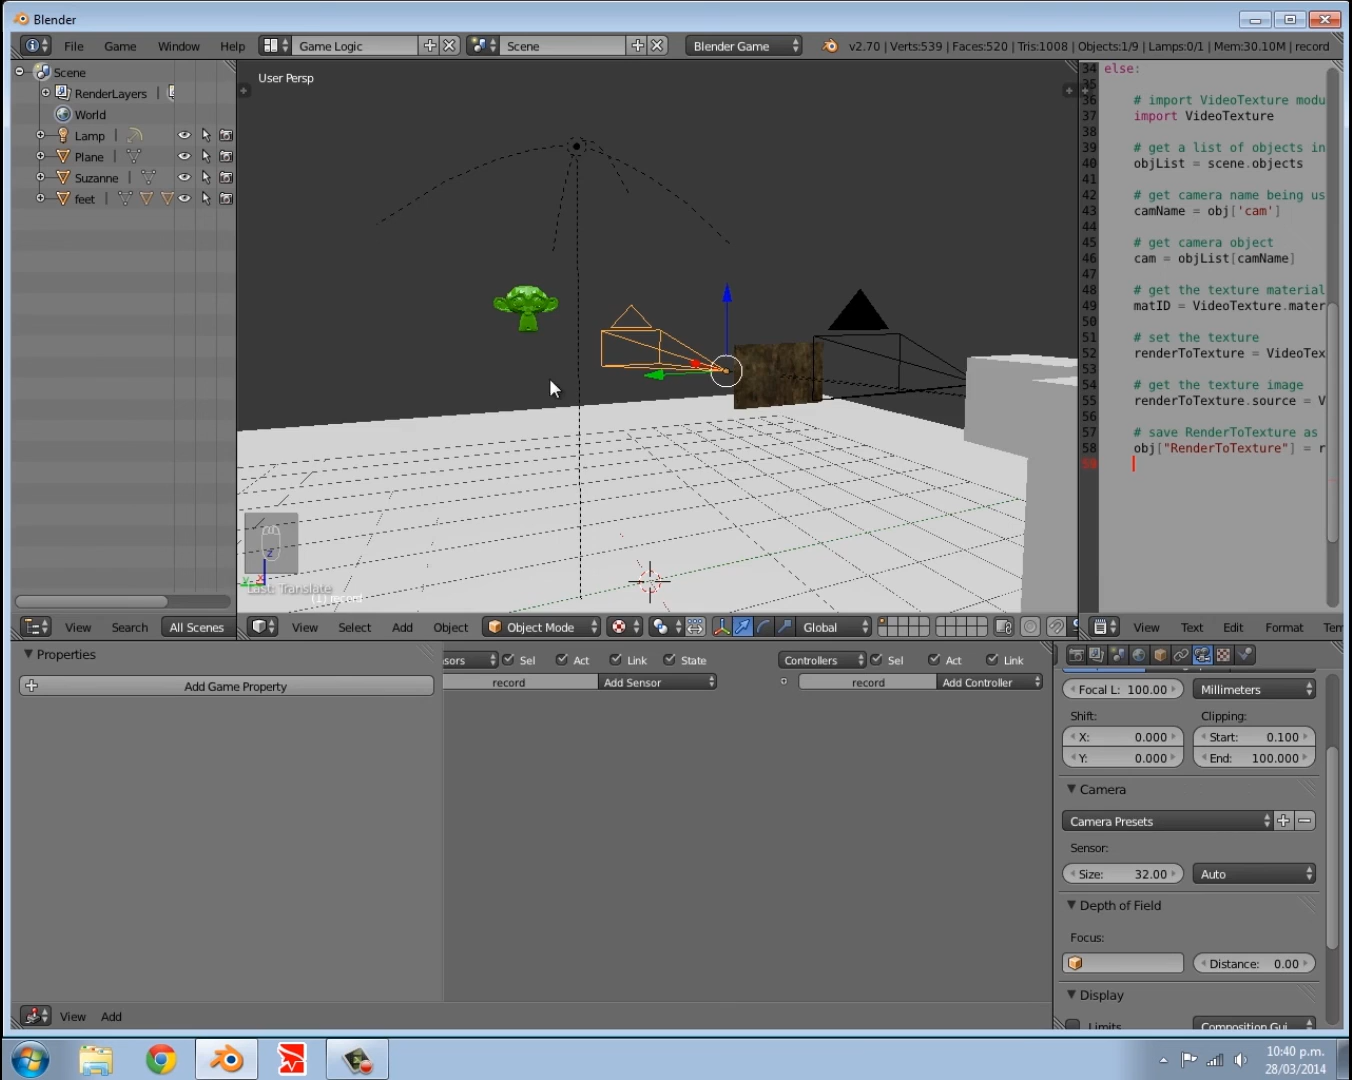 Blender
File Game Window Help Game Logic Scene Blender Game v2.70 | Verts:539 | Faces:520 | Tris:1008 | Objects:1/9 | Lamps:0/1 | Mem:30.10M | record
Scene
RenderLayers |
World
Lamp |
Plane |
Suzanne |
feet |
User Persp
34 else:
35
36 # import VideoTexture modu
37 import VideoTexture
38
39 # get a list of objects in
40 objList = scene.objects
41
42 # get camera name being us
43 camName = obj['cam']
44
45 # get camera object
46 cam = objList[camName]
47
48 # get the texture material
49 matID = VideoTexture.mater
50
51 # set the texture
52 renderToTexture = VideoTex
53
54 # get the texture image
55 renderToTexture.source = V
56
57 # save RenderToTexture as
58 obj["RenderToTexture"] = r
59
z
y x
Last: Translate
(1) record
View Search All Scenes
View Select Add Object Object Mode Global
View Text Edit Format Tem
Properties
Add Game Property
sors Sel Act Link State
record Add Sensor
Controllers Sel Act Link
record Add Controller
Focal L: 100.00 Millimeters
Shift: Clipping:
X: 0.000 Start: 0.100
Y: 0.000 End: 100.000
Camera
Camera Presets
Sensor:
Size: 32.00 Auto
Depth of Field
Focus:
Distance: 0.00
Display
Limits Composition Gui
View Add
10:40 p.m.
28/03/2014